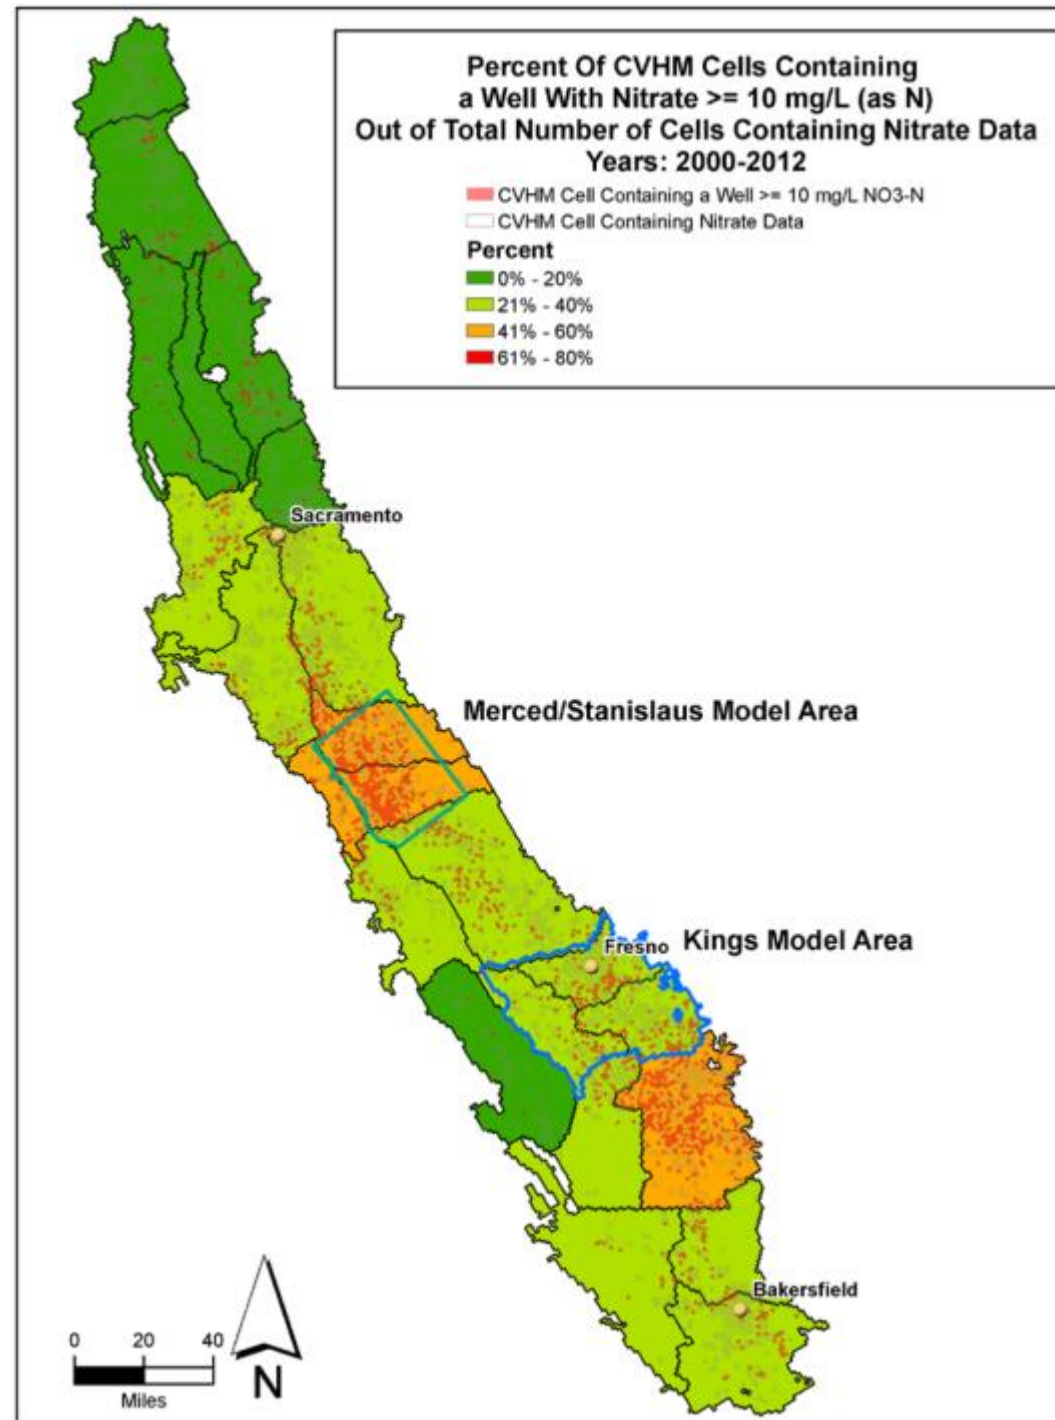 Percent Of CVHM Cells Containing
a Well With Nitrate >= 10 mg/L (as N)
Out of Total Number of Cells Containing Nitrate Data
Years: 2000-2012
CVHM Cell Containing a Well >= 10 mg/L NO3-N
CVHM Cell Containing Nitrate Data
Percent
0% - 20%
21% - 40%
41% - 60%
61% - 80%
Sacramento
Merced/Stanislaus Model Area
Kings Model Area
Fresno
Bakersfield
0 20 40
Miles
N